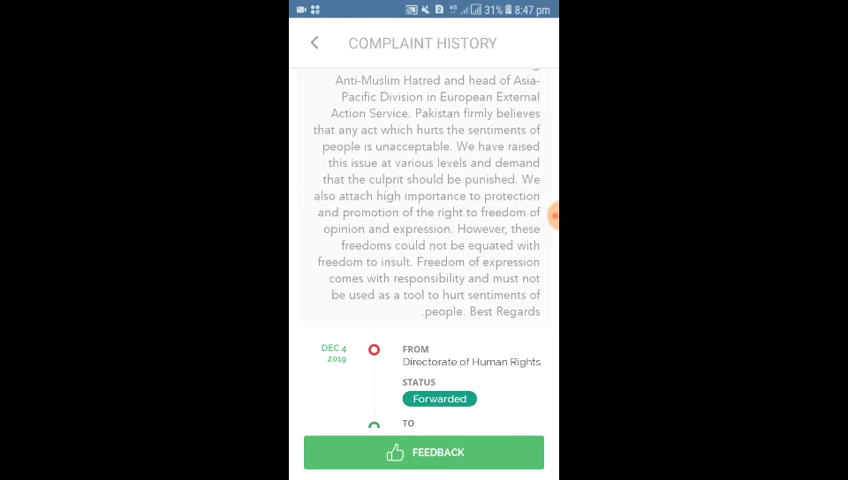 2 4G 31% 8:47 pm
COMPLAINT HISTORY
Anti-Muslim Hatred and head of Asia-
Pacific Division in European External
Action Service. Pakistan firmly believes
that any act which hurts the sentiments of
people is unacceptable. We have raised
this issue at various levels and demand
that the culprit should be punished. We
also attach high importance to protection
and promotion of the right to freedom of
opinion and expression. However, these
freedoms could not be equated with
freedom to insult. Freedom of expression
comes with responsibility and must not
be used as a tool to hurt sentiments of
.people. Best Regards
DEC 4
2019
FROM
Directorate of Human Rights
STATUS
Forwarded
TO
FEEDBACK